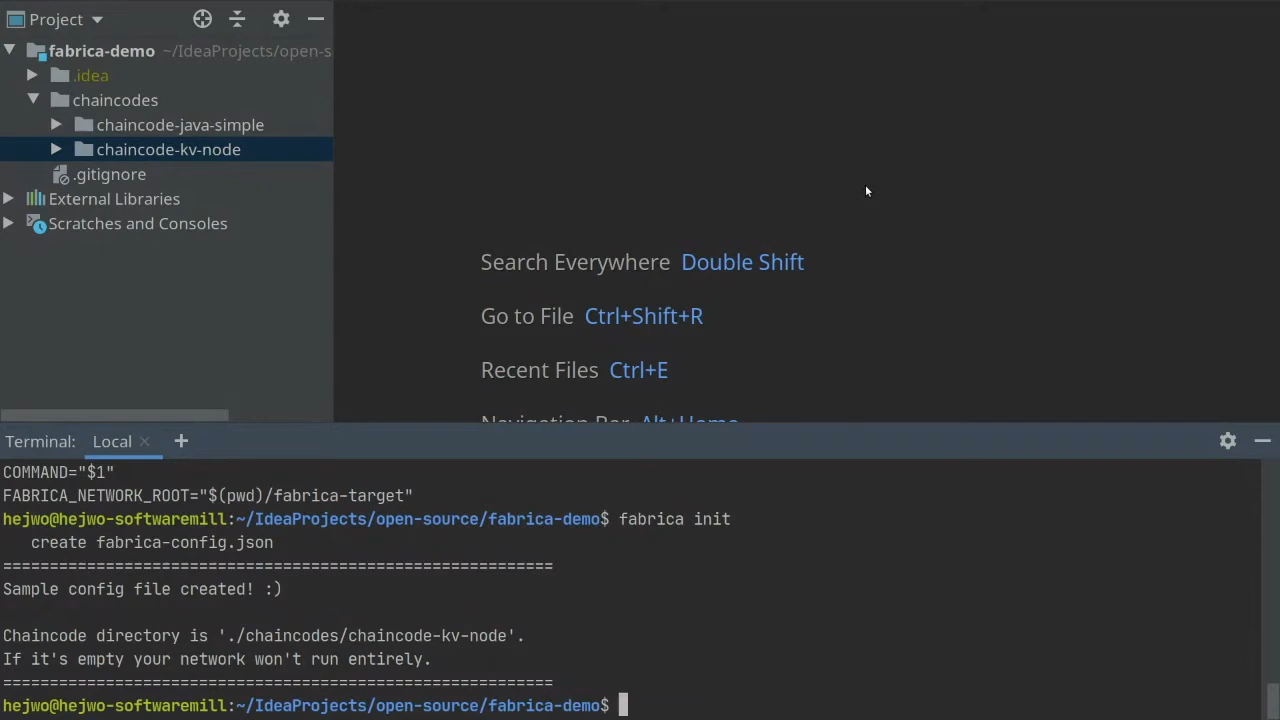 Project
fabrica-demo ~/IdeaProjects/open-s
.idea
chaincodes
chaincode-java-simple
chaincode-kv-node
.gitignore
External Libraries
Scratches and Consoles
Search Everywhere Double Shift
Go to File Ctrl+Shift+R
Recent Files Ctrl+E
Navigation Bar Alt+Home
Terminal: Local
COMMAND="$1"
FABRICA_NETWORK_ROOT="$(pwd)/fabrica-target"
hejwo@hejwo-softwaremill:~/IdeaProjects/open-source/fabrica-demo$ fabrica init
create fabrica-config.json
===========================================================
Sample config file created! :)
Chaincode directory is './chaincodes/chaincode-kv-node'.
If it's empty your network won't run entirely.
===========================================================
hejwo@hejwo-softwaremill:~/IdeaProjects/open-source/fabrica-demo$